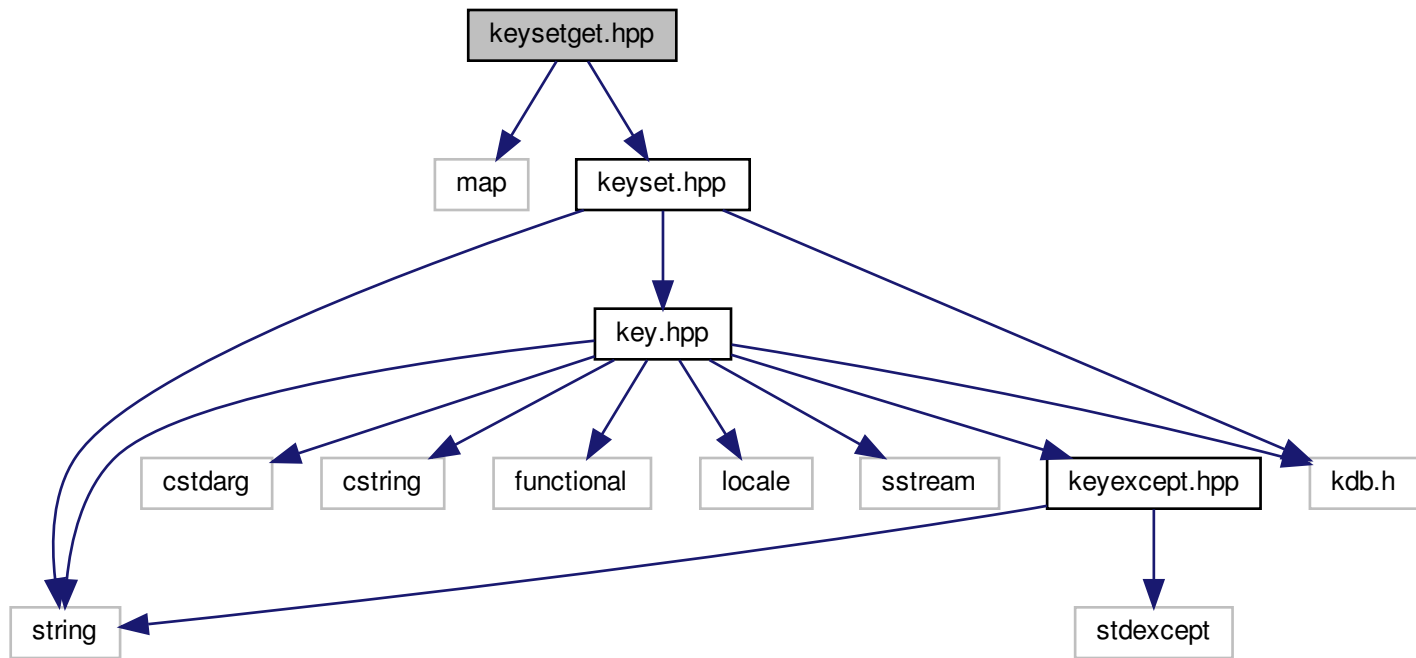 keysetget.hpp
map
keyset.hpp
key.hpp
cstdarg
cstring
functional
locale
sstream
keyexcept.hpp
kdb.h
string
stdexcept